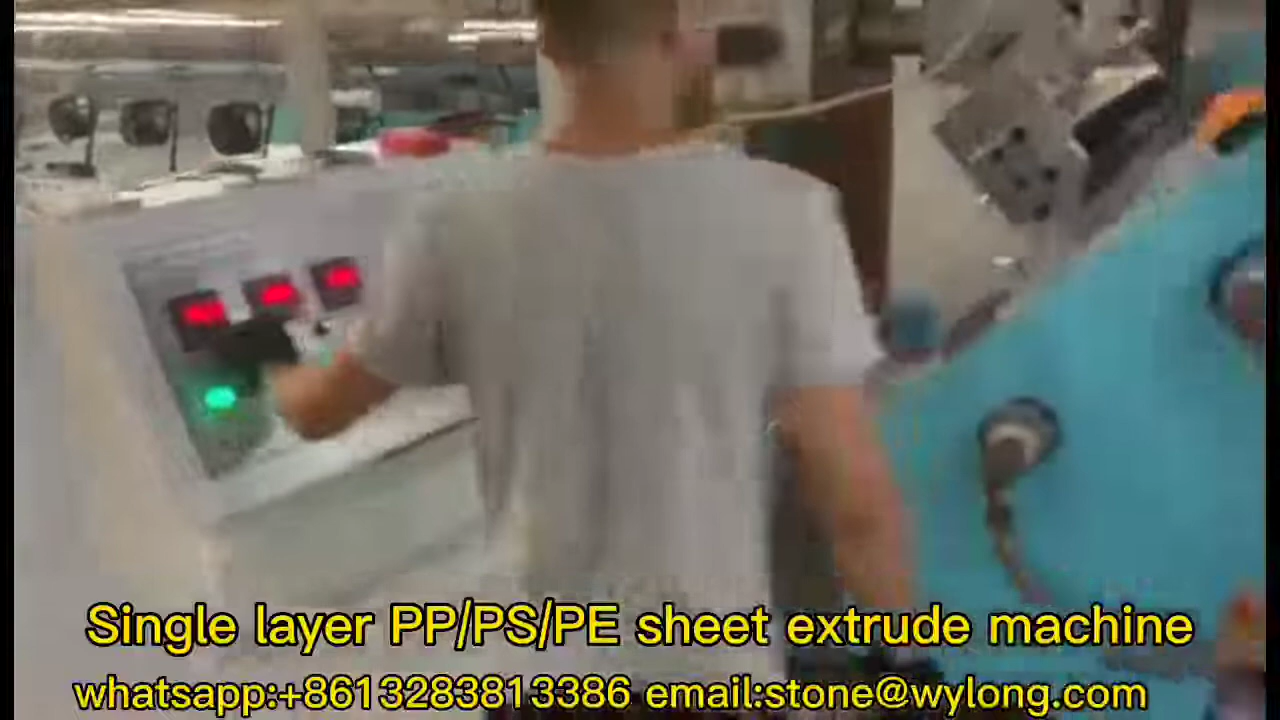 Single layer PP/PS/PE sheet extrude machine
whatsapp:+8613283813386 email:stone@wylong.com